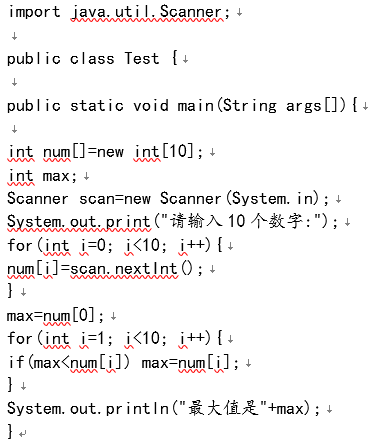 import java.util.Scanner;
public class Test {
public static void main(String args[]){
int num[]=new int[10];
int max;
Scanner scan=new Scanner(System.in);
System.out.print("请输入10个数字:");
for(int i=0; i<10; i++){
num[i]=scan.nextInt();
}
max=num[0];
for(int i=1; i<10; i++){
if(max<num[i]) max=num[i];
}
System.out.println("最大值是"+max);
}